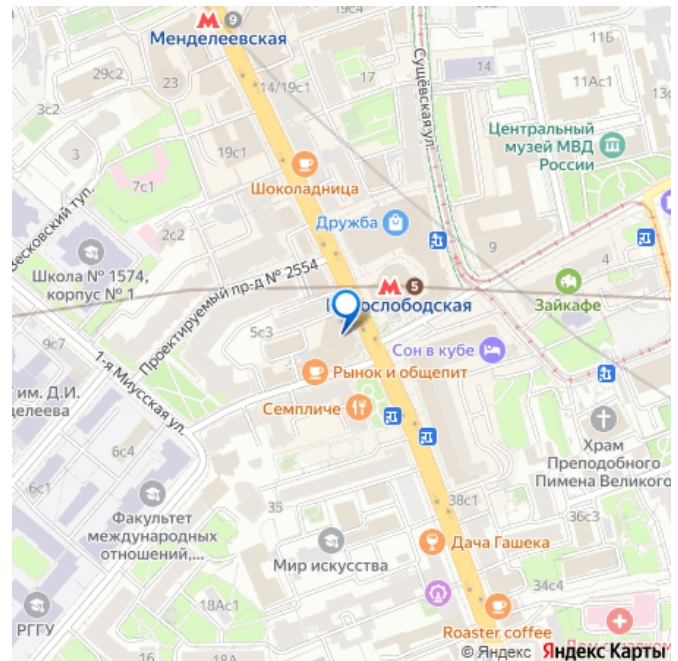 9
Менделеевская
19с4
11Б
29с2
23
14/19с1
17
Сущёвская ул.
14
11Ас1
3с2
3
Центральный
музей МВД
России
19с1
Шоколадница
7с1
Дружба
2с2
9
Школа № 1574,
корпус № 1
Проектируемый пр-д № 2554
5
Зайкафе
5с3
Сон в кубе
9с7
1-я Миусская ул.
Рынок и общепит
им. Д.И.
Семпличе
6с4
Храм
Преподобного
Пимена Великого
6с1
38с1
35
36с3
Факультет
международных
отношений,...
Дача Гашека
Мир искусства
34с4
РГГУ
18Ас1
Roaster coffee
16
18А
© Яндекс Яндекс Карты